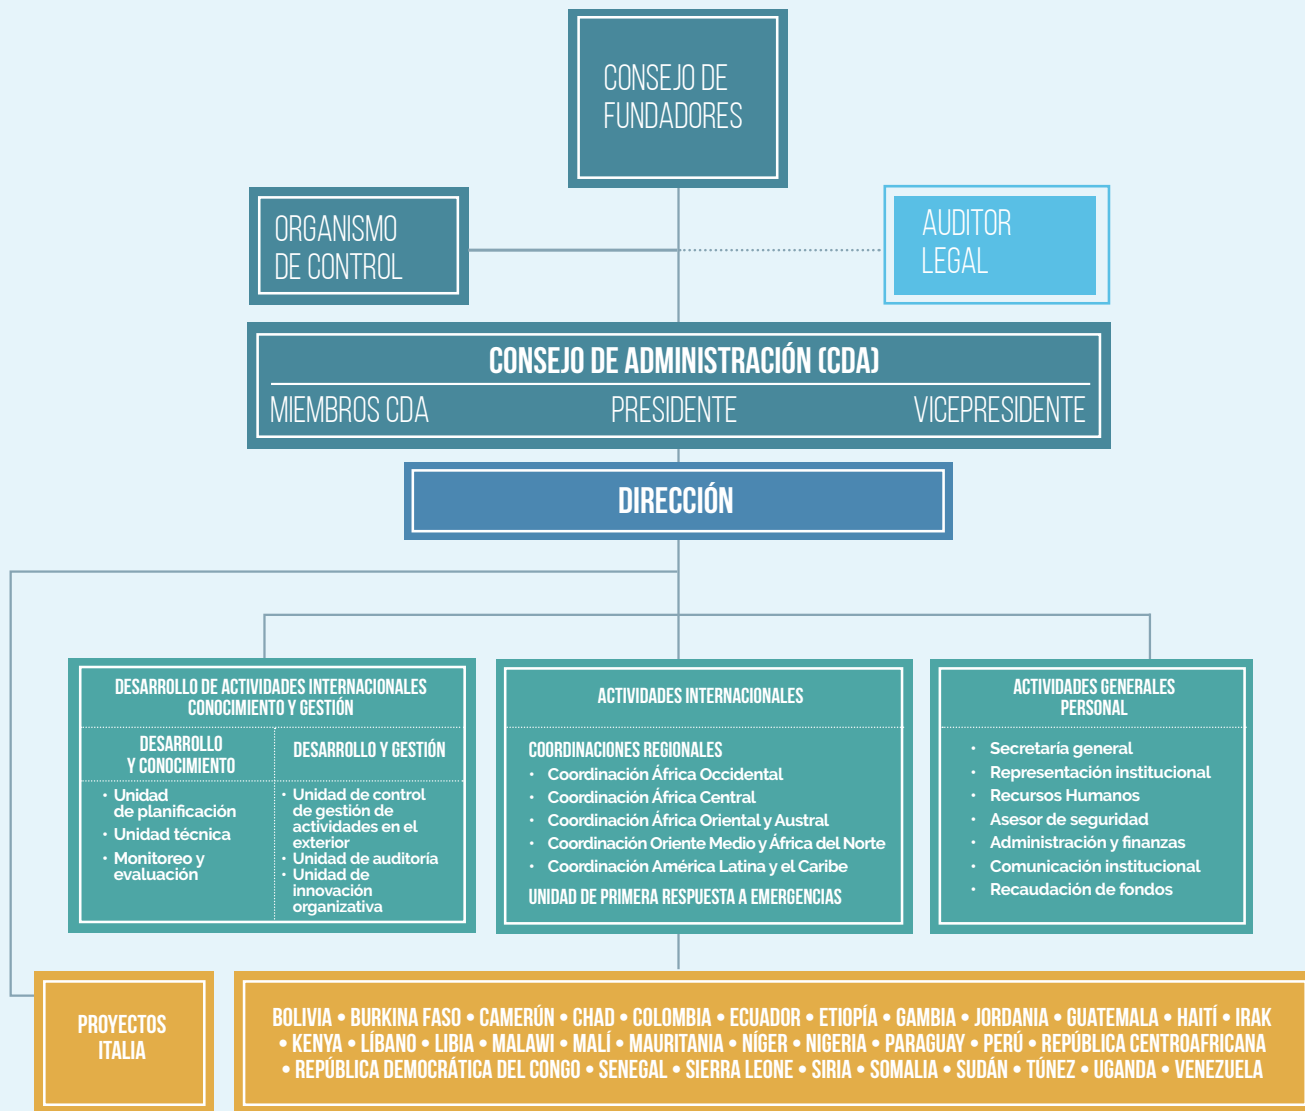 CONSEJO DE
FUNDADORES
ORGANISMO
DE CONTROL
AUDITOR
LEGAL
CONSEJO DE ADMINISTRACIÓN (CDA)
MIEMBROS CDA PRESIDENTE VICEPRESIDENTE
DIRECCIÓN
DESARROLLO DE ACTIVIDADES INTERNACIONALES
CONOCIMIENTO Y GESTIÓN
DESARROLLO
Y CONOCIMIENTO
• Unidad
de planificación
• Unidad técnica
• Monitoreo y
evaluación
DESARROLLO Y GESTIÓN
• Unidad de control
de gestión de
actividades en el
exterior
• Unidad de auditoría
• Unidad de
innovación
organizativa
ACTIVIDADES INTERNACIONALES
COORDINACIONES REGIONALES
• Coordinación África Occidental
• Coordinación África Central
• Coordinación África Oriental y Austral
• Coordinación Oriente Medio y África del Norte
• Coordinación América Latina y el Caribe
UNIDAD DE PRIMERA RESPUESTA A EMERGENCIAS
ACTIVIDADES GENERALES
PERSONAL
• Secretaría general
• Representación institucional
• Recursos Humanos
• Asesor de seguridad
• Administración y finanzas
• Comunicación institucional
• Recaudación de fondos
PROYECTOS
ITALIA
BOLIVIA • BURKINA FASO • CAMERÚN • CHAD • COLOMBIA • ECUADOR • ETIOPÍA • GAMBIA • JORDANIA • GUATEMALA • HAITÍ • IRAK
• KENYA • LÍBANO • LIBIA • MALAWI • MALÍ • MAURITANIA • NÍGER • NIGERIA • PARAGUAY • PERÚ • REPÚBLICA CENTROAFRICANA
• REPÚBLICA DEMOCRÁTICA DEL CONGO • SENEGAL • SIERRA LEONE • SIRIA • SOMALIA • SUDÁN • TÚNEZ • UGANDA • VENEZUELA